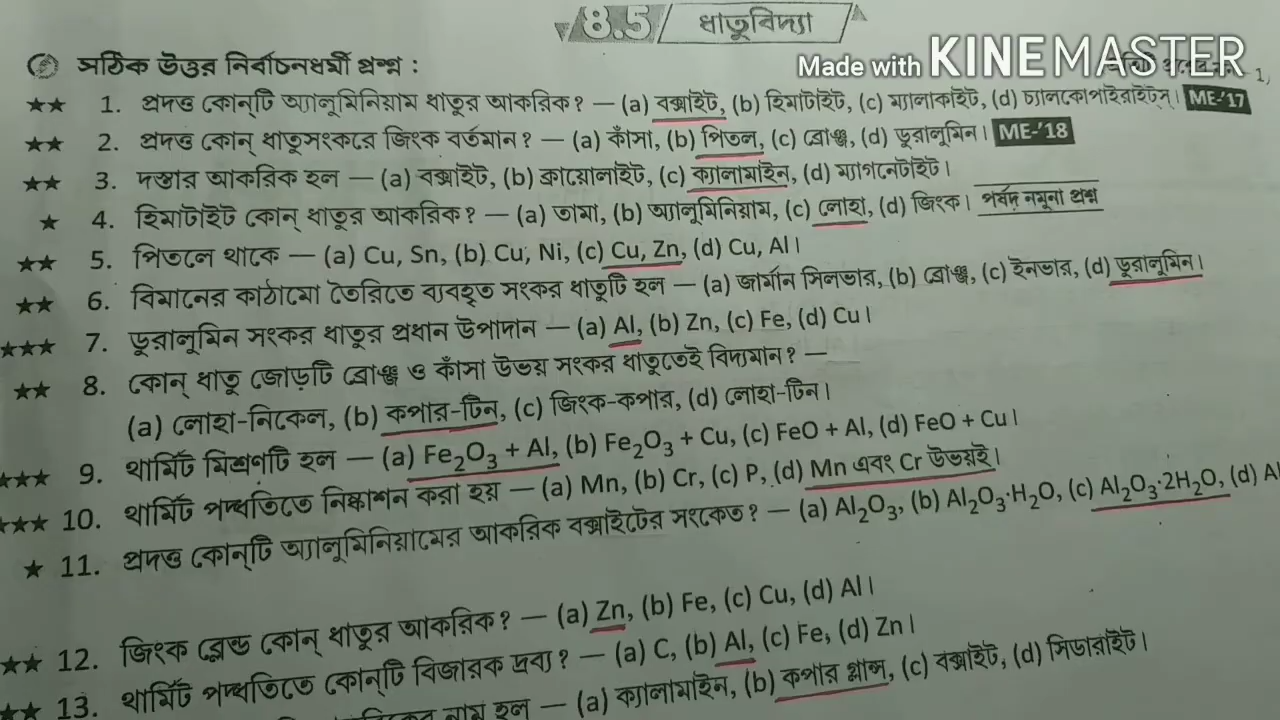 8.5 ধাতুবিদ্যা
Made with KINEMASTER
সঠিক উত্তর নির্বাচনধর্মী প্রশ্ন :
★★ 1. প্রদত্ত কোন্‌টি অ্যালুমিনিয়াম ধাতুর আকরিক? — (a) বক্সাইট, (b) হিমাটাইট, (c) ম্যালাকাইট, (d) চ্যালকোপাইরাইটস্‌। ME-'17
★★ 2. প্রদত্ত কোন্ ধাতুসংকরে জিংক বর্তমান? — (a) কাঁসা, (b) পিতল, (c) ব্রোঞ্জ, (d) ডুরালুমিন। ME-'18
★★ 3. দস্তার আকরিক হল — (a) বক্সাইট, (b) ক্রায়োলাইট, (c) ক্যালামাইন, (d) ম্যাগনেটাইট।
★ 4. হিমাটাইট কোন্ ধাতুর আকরিক? — (a) তামা, (b) অ্যালুমিনিয়াম, (c) লোহা, (d) জিংক। পর্ষদ নমুনা প্রশ্ন
★★ 5. পিতলে থাকে — (a) Cu, Sn, (b) Cu, Ni, (c) Cu, Zn, (d) Cu, Al।
★★ 6. বিমানের কাঠামো তৈরিতে ব্যবহৃত সংকর ধাতুটি হল — (a) জার্মান সিলভার, (b) ব্রোঞ্জ, (c) ইনভার, (d) ডুরালুমিন।
★★★ 7. ডুরালুমিন সংকর ধাতুর প্রধান উপাদান — (a) Al, (b) Zn, (c) Fe, (d) Cu।
★★ 8. কোন্ ধাতু জোড়টি ব্রোঞ্জ ও কাঁসা উভয় সংকর ধাতুতেই বিদ্যমান? —
(a) লোহা-নিকেল, (b) কপার-টিন, (c) জিংক-কপার, (d) লোহা-টিন।
★★★ 9. থার্মিট মিশ্রণটি হল — (a) Fe₂O₃ + Al, (b) Fe₂O₃ + Cu, (c) FeO + Al, (d) FeO + Cu।
★★★ 10. থার্মিট পদ্ধতিতে নিষ্কাশন করা হয় — (a) Mn, (b) Cr, (c) P, (d) Mn এবং Cr উভয়ই।
★ 11. প্রদত্ত কোন্‌টি অ্যালুমিনিয়ামের আকরিক বক্সাইটের সংকেত? — (a) Al₂O₃, (b) Al₂O₃·H₂O, (c) Al₂O₃·2H₂O, (d) Al
★★ 12. জিংক ব্লেন্ড কোন্ ধাতুর আকরিক? — (a) Zn, (b) Fe, (c) Cu, (d) Al।
★★ 13. থার্মিট পদ্ধতিতে কোন্‌টি বিজারক দ্রব্য? — (a) C, (b) Al, (c) Fe, (d) Zn।
নাম হল — (a) ক্যালামাইন, (b) কপার গ্লান্স, (c) বক্সাইট, (d) সিডারাইট।